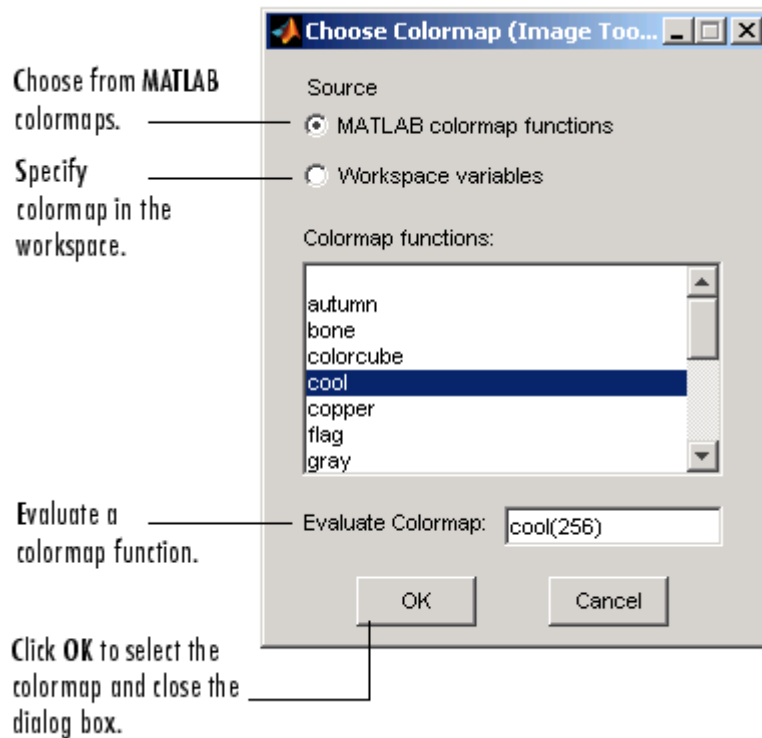 Choose Colormap (Image Too...
Choose from MATLAB
colormaps.
Source
MATLAB colormap functions
Specify
colormap in the
workspace.
Workspace variables
Colormap functions:
autumn
bone
colorcube
cool
copper
flag
gray
Evaluate a
colormap function.
Evaluate Colormap:
cool(256)
OK
Cancel
Click OK to select the
colormap and close the
dialog box.